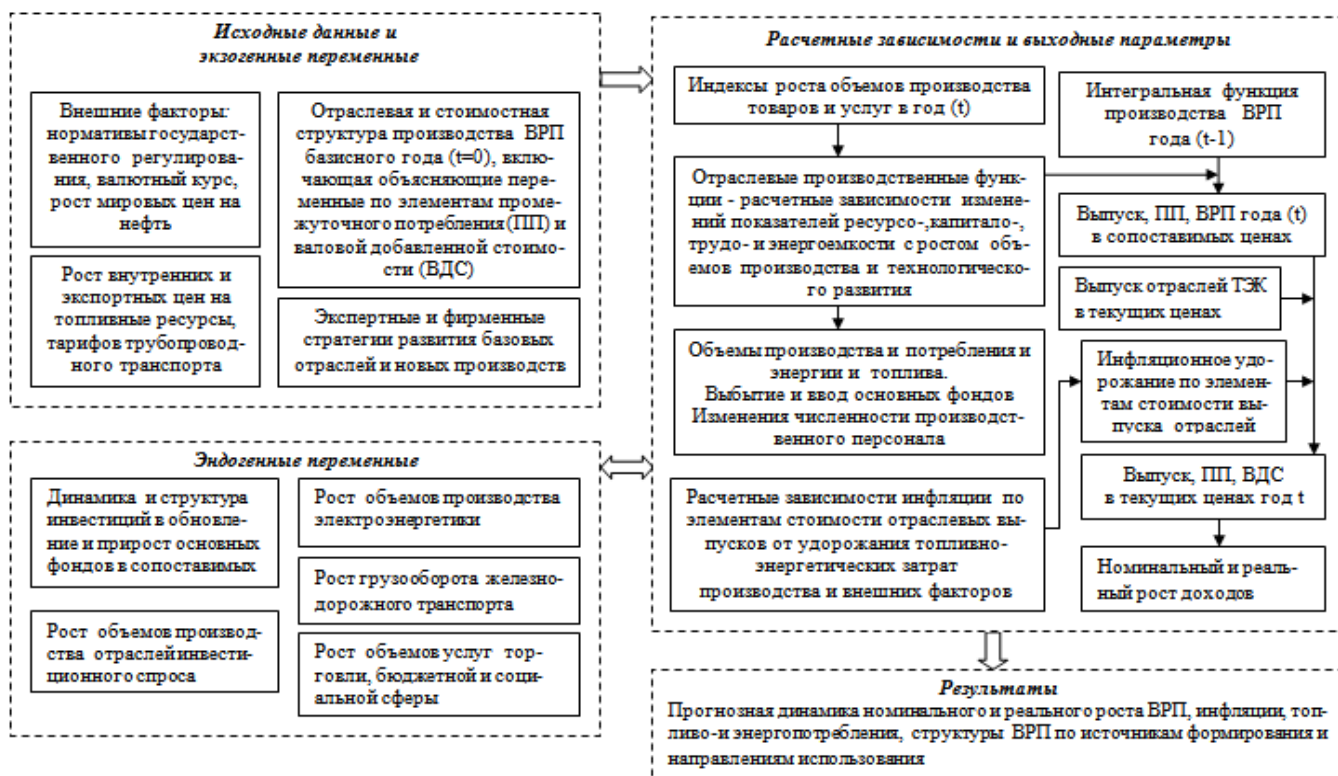 Исходные данные и
экзогенные переменные
Внешние факторы:
нормативы государст-
венного регулирова-
ния, валютный курс,
рост мировых цен на
нефть
Отраслевая и стоимостная
структура производства ВРП
базисного года (t=0), вклю-
чающая объясняющие пере-
менные по элементам проме-
жуточного потребления (ПП) и
валовой добавленной стоимо-
сти (ВДС)
Рост внутренних и
экспортных цен на
топливные ресурсы,
тарифов трубопровод-
ного транспорта
Экспертные и фирменные
стратегии развития базовых
отраслей и новых производств
Эндогенные переменные
Динамика и структура
инвестиций в обновле-
ние и прирост основных
фондов в сопоставимых
Рост объемов производства
электроэнергетики
Рост грузооборота железно-
дорожного транспорта
Рост объемов производ-
ства отраслей инвести-
ционного спроса
Рост объемов услуг тор-
говли, бюджетной и соци-
альной сферы
Расчетные зависимости и выходные параметры
Индексы роста объемов производства
товаров и услуг в год (t)
Интегральная функция
производства ВРП
года (t-1)
Отраслевые производственные функ-
ции - расчетные зависимости измене-
ний показателей ресурсо-,капитало-,
трудо- и энергоемкости с ростом объ-
емов производства и технологическо-
го развития
Выпуск, ПП, ВРП года (t)
в сопоставимых ценах
Выпуск отраслей ТЭК
в текущих ценах
Объемы производства и потребления и
энергии и топлива.
Выбытие и ввод основных фондов
Изменения численности производст-
венного персонала
Инфляционное удо-
рожание по элемен-
там стоимости вы-
пуска отраслей
Выпуск, ПП, ВДС
в текущих ценах год t
Расчетные зависимости инфляции по
элементам стоимости отраслевых вы-
пусков от удорожания топливно-
энергетических затрат
производства и внешних факторов
Номинальный и реаль-
ный рост доходов
Результаты
Прогнозная динамика номинального и реального роста ВРП, инфляции, топ-
ливо-и энергопотребления, структуры ВРП по источникам формирования и
направлениям использования